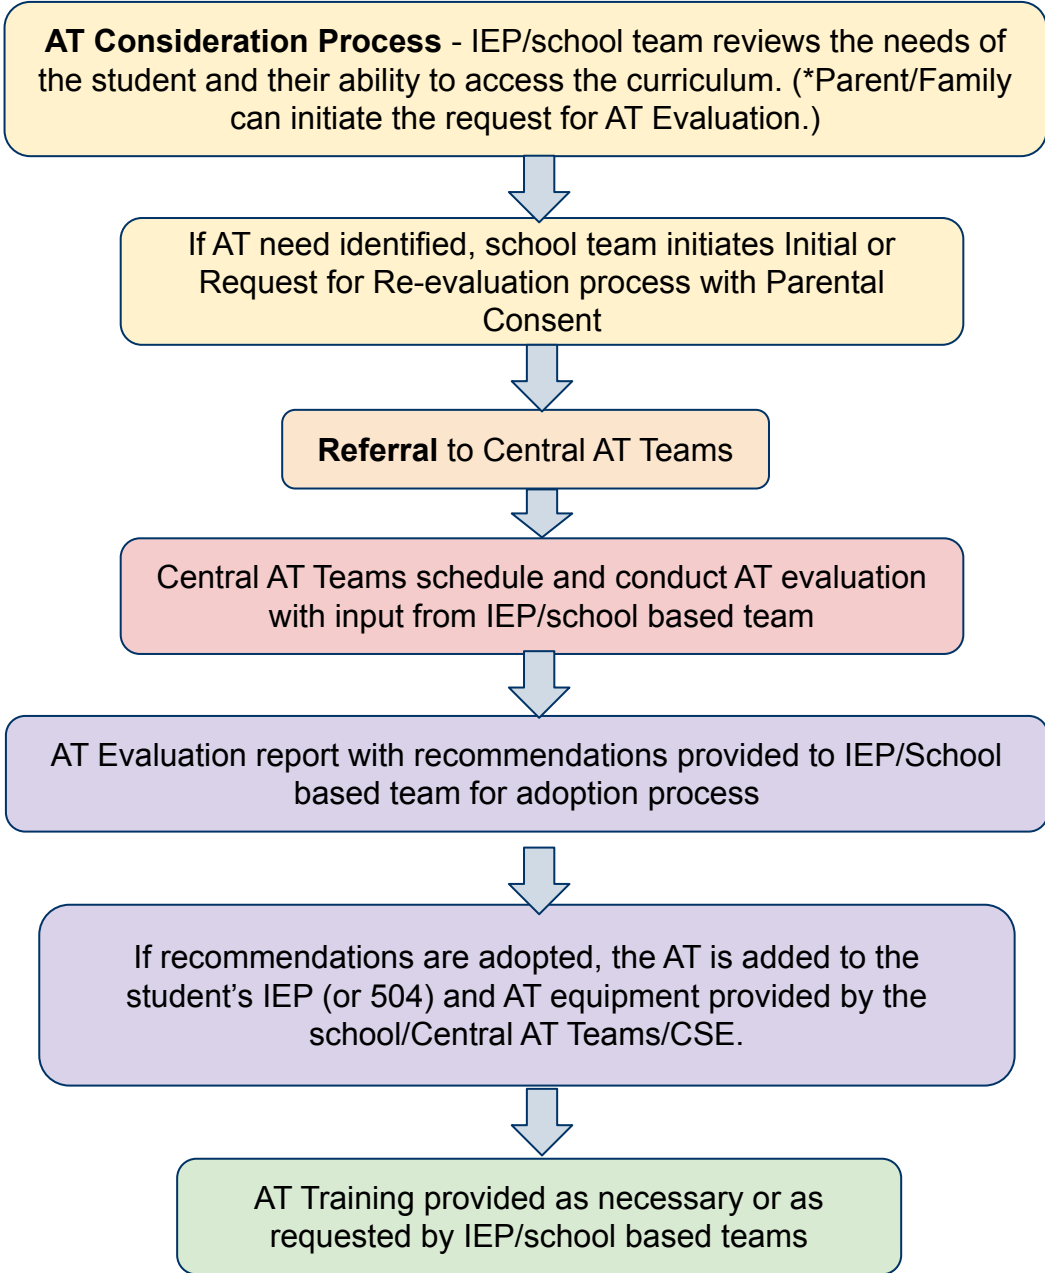 AT Consideration Process - IEP/school team reviews the needs of
the student and their ability to access the curriculum. (*Parent/Family
can initiate the request for AT Evaluation.)
If AT need identified, school team initiates Initial or
Request for Re-evaluation process with Parental
Consent
Referral to Central AT Teams
Central AT Teams schedule and conduct AT evaluation
with input from IEP/school based team
AT Evaluation report with recommendations provided to IEP/School
based team for adoption process
If recommendations are adopted, the AT is added to the
student’s IEP (or 504) and AT equipment provided by the
school/Central AT Teams/CSE.
AT Training provided as necessary or as
requested by IEP/school based teams